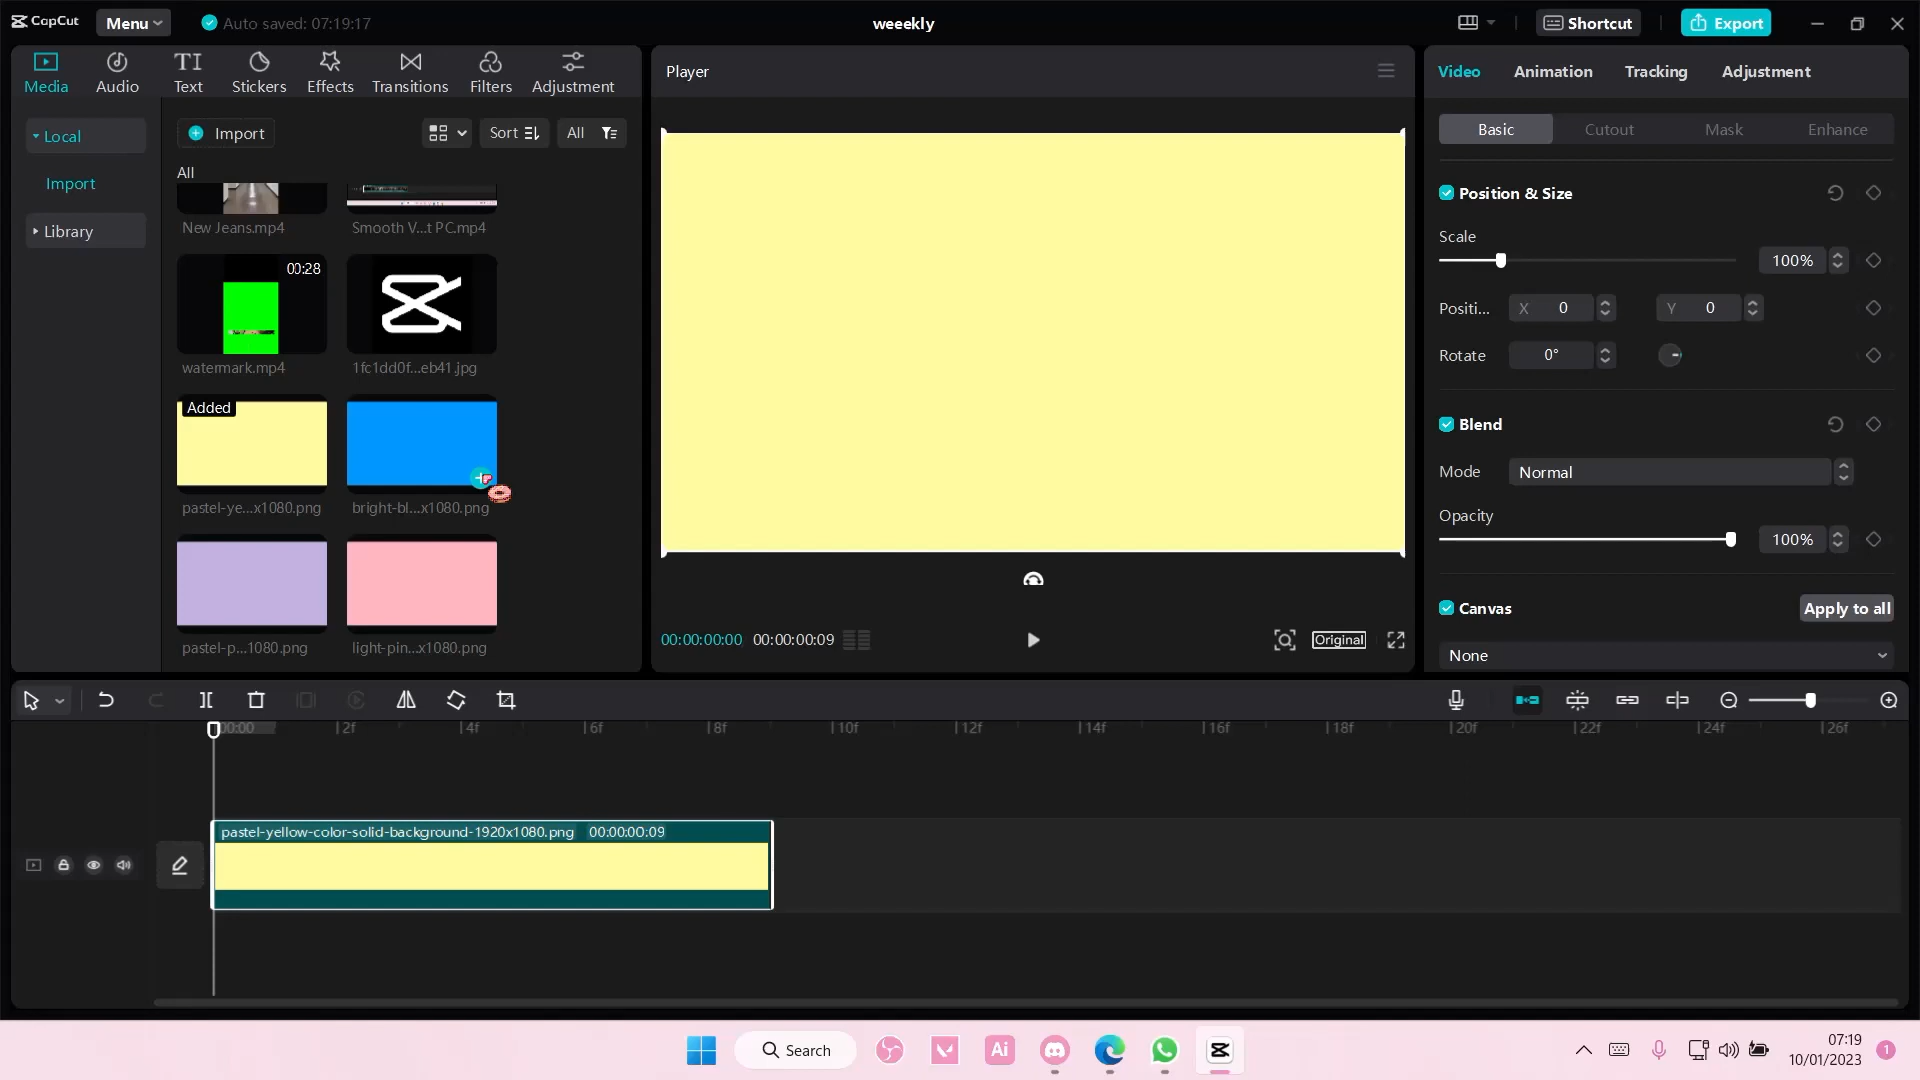 CapCut
Menu
Auto saved: 07:19:17
weeekly
Shortcut
Export
Media
Audio
TI
Text
Stickers
Effects
Transitions
Filters
Adjustment
Player
Video
Animation
Tracking
Adjustment
Local
Import
Sort
All
Basic
Cutout
Mask
Enhance
Import
Library
All
New Jeans.mp4
Smooth V...t PC.mp4
00:28
watermark.mp4
1fc1dd0f...eb41.jpg
Added
pastel-ye...x1080.png
bright-bl...x1080.png
pastel-p...1080.png
light-pin...x1080.png
Position & Size
Scale
100%
Positi...
X 0
Y 0
Rotate
0°
Blend
Mode
Normal
Opacity
100%
Canvas
Apply to all
None
00:00:00:00 00:00:00:09
Original
00:00
2f
4f
6f
8f
10f
12f
14f
16f
18f
20f
22f
24f
26f
pastel-yellow-color-solid-background-1920x1080.png 00:00:00:09
Search
Ai
07:19
10/01/2023
1